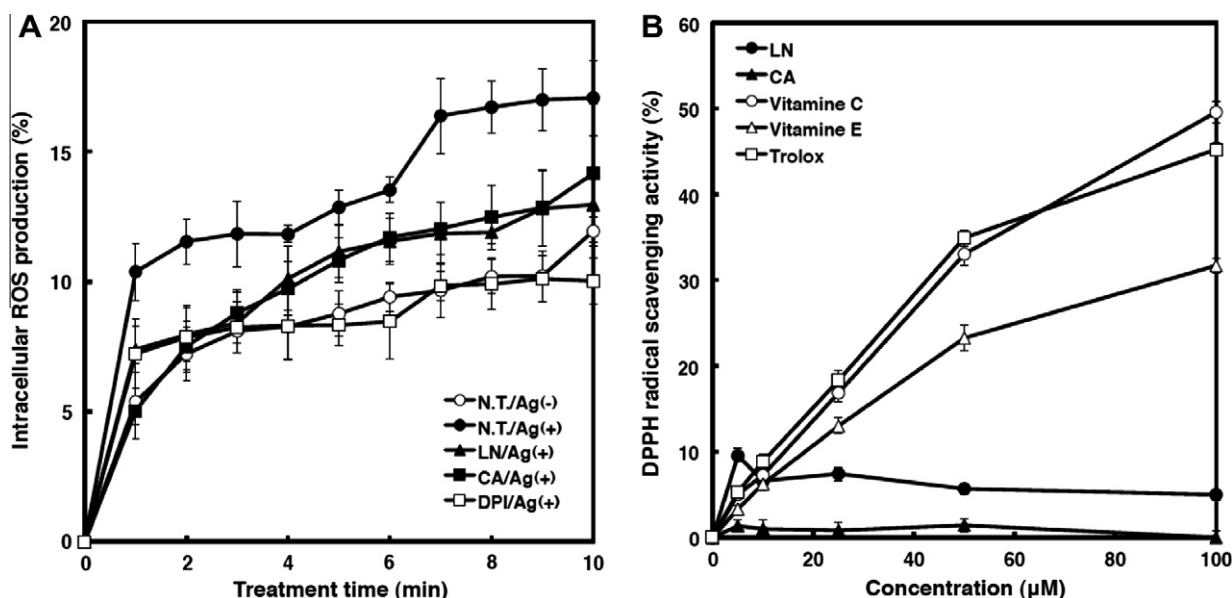 A
Intracellular ROS production (%)
20
15
10
5
0
0
2
4
6
8
10
Treatment time (min)
N.T./Ag(-)
N.T./Ag(+)
LN/Ag(+)
CA/Ag(+)
DPI/Ag(+)
B
DPPH radical scavenging activity (%)
60
50
40
30
20
10
0
0
20
40
60
80
100
Concentration (µM)
LN
CA
Vitamine C
Vitamine E
Trolox